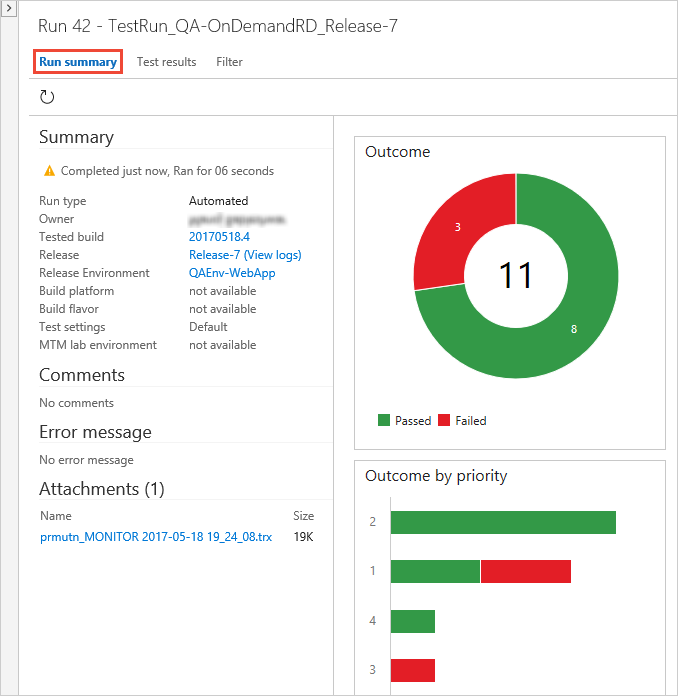 Run 42 - TestRun_QA-OnDemandRD_Release-7
Run summary Test results Filter
Summary
Completed just now, Ran for 06 seconds
Run type Automated
Owner
Tested build 20170518.4
Release Release-7 (View logs)
Release Environment QAEnv-WebApp
Build platform not available
Build flavor not available
Test settings Default
MTM lab environment not available
Comments
No comments
Error message
No error message
Attachments (1)
Name Size
prmutn_MONITOR 2017-05-18 19_24_08.trx 19K
Outcome
3
11
8
Passed Failed
Outcome by priority
2
1
4
3